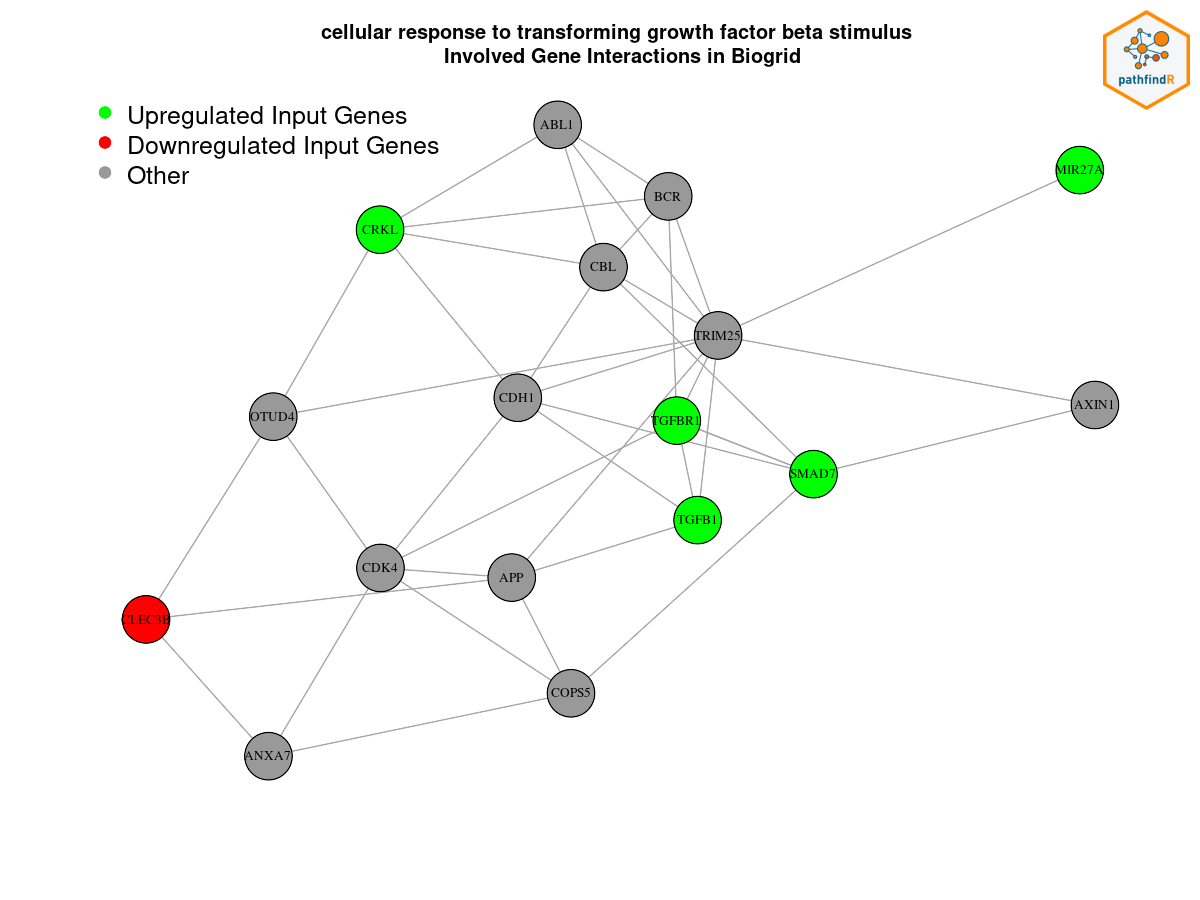 cellular response to transforming growth factor beta stimulus
Involved Gene Interactions in Biogrid
pathfindR
Upregulated Input Genes
Downregulated Input Genes
Other
ABL1
MIR27A
BCR
CRKL
CBL
TRIM25
CDH1
AXIN1
OTUD4
TGFBR1
SMAD7
TGFB1
CDK4
APP
CLEC3B
COPS5
ANXA7